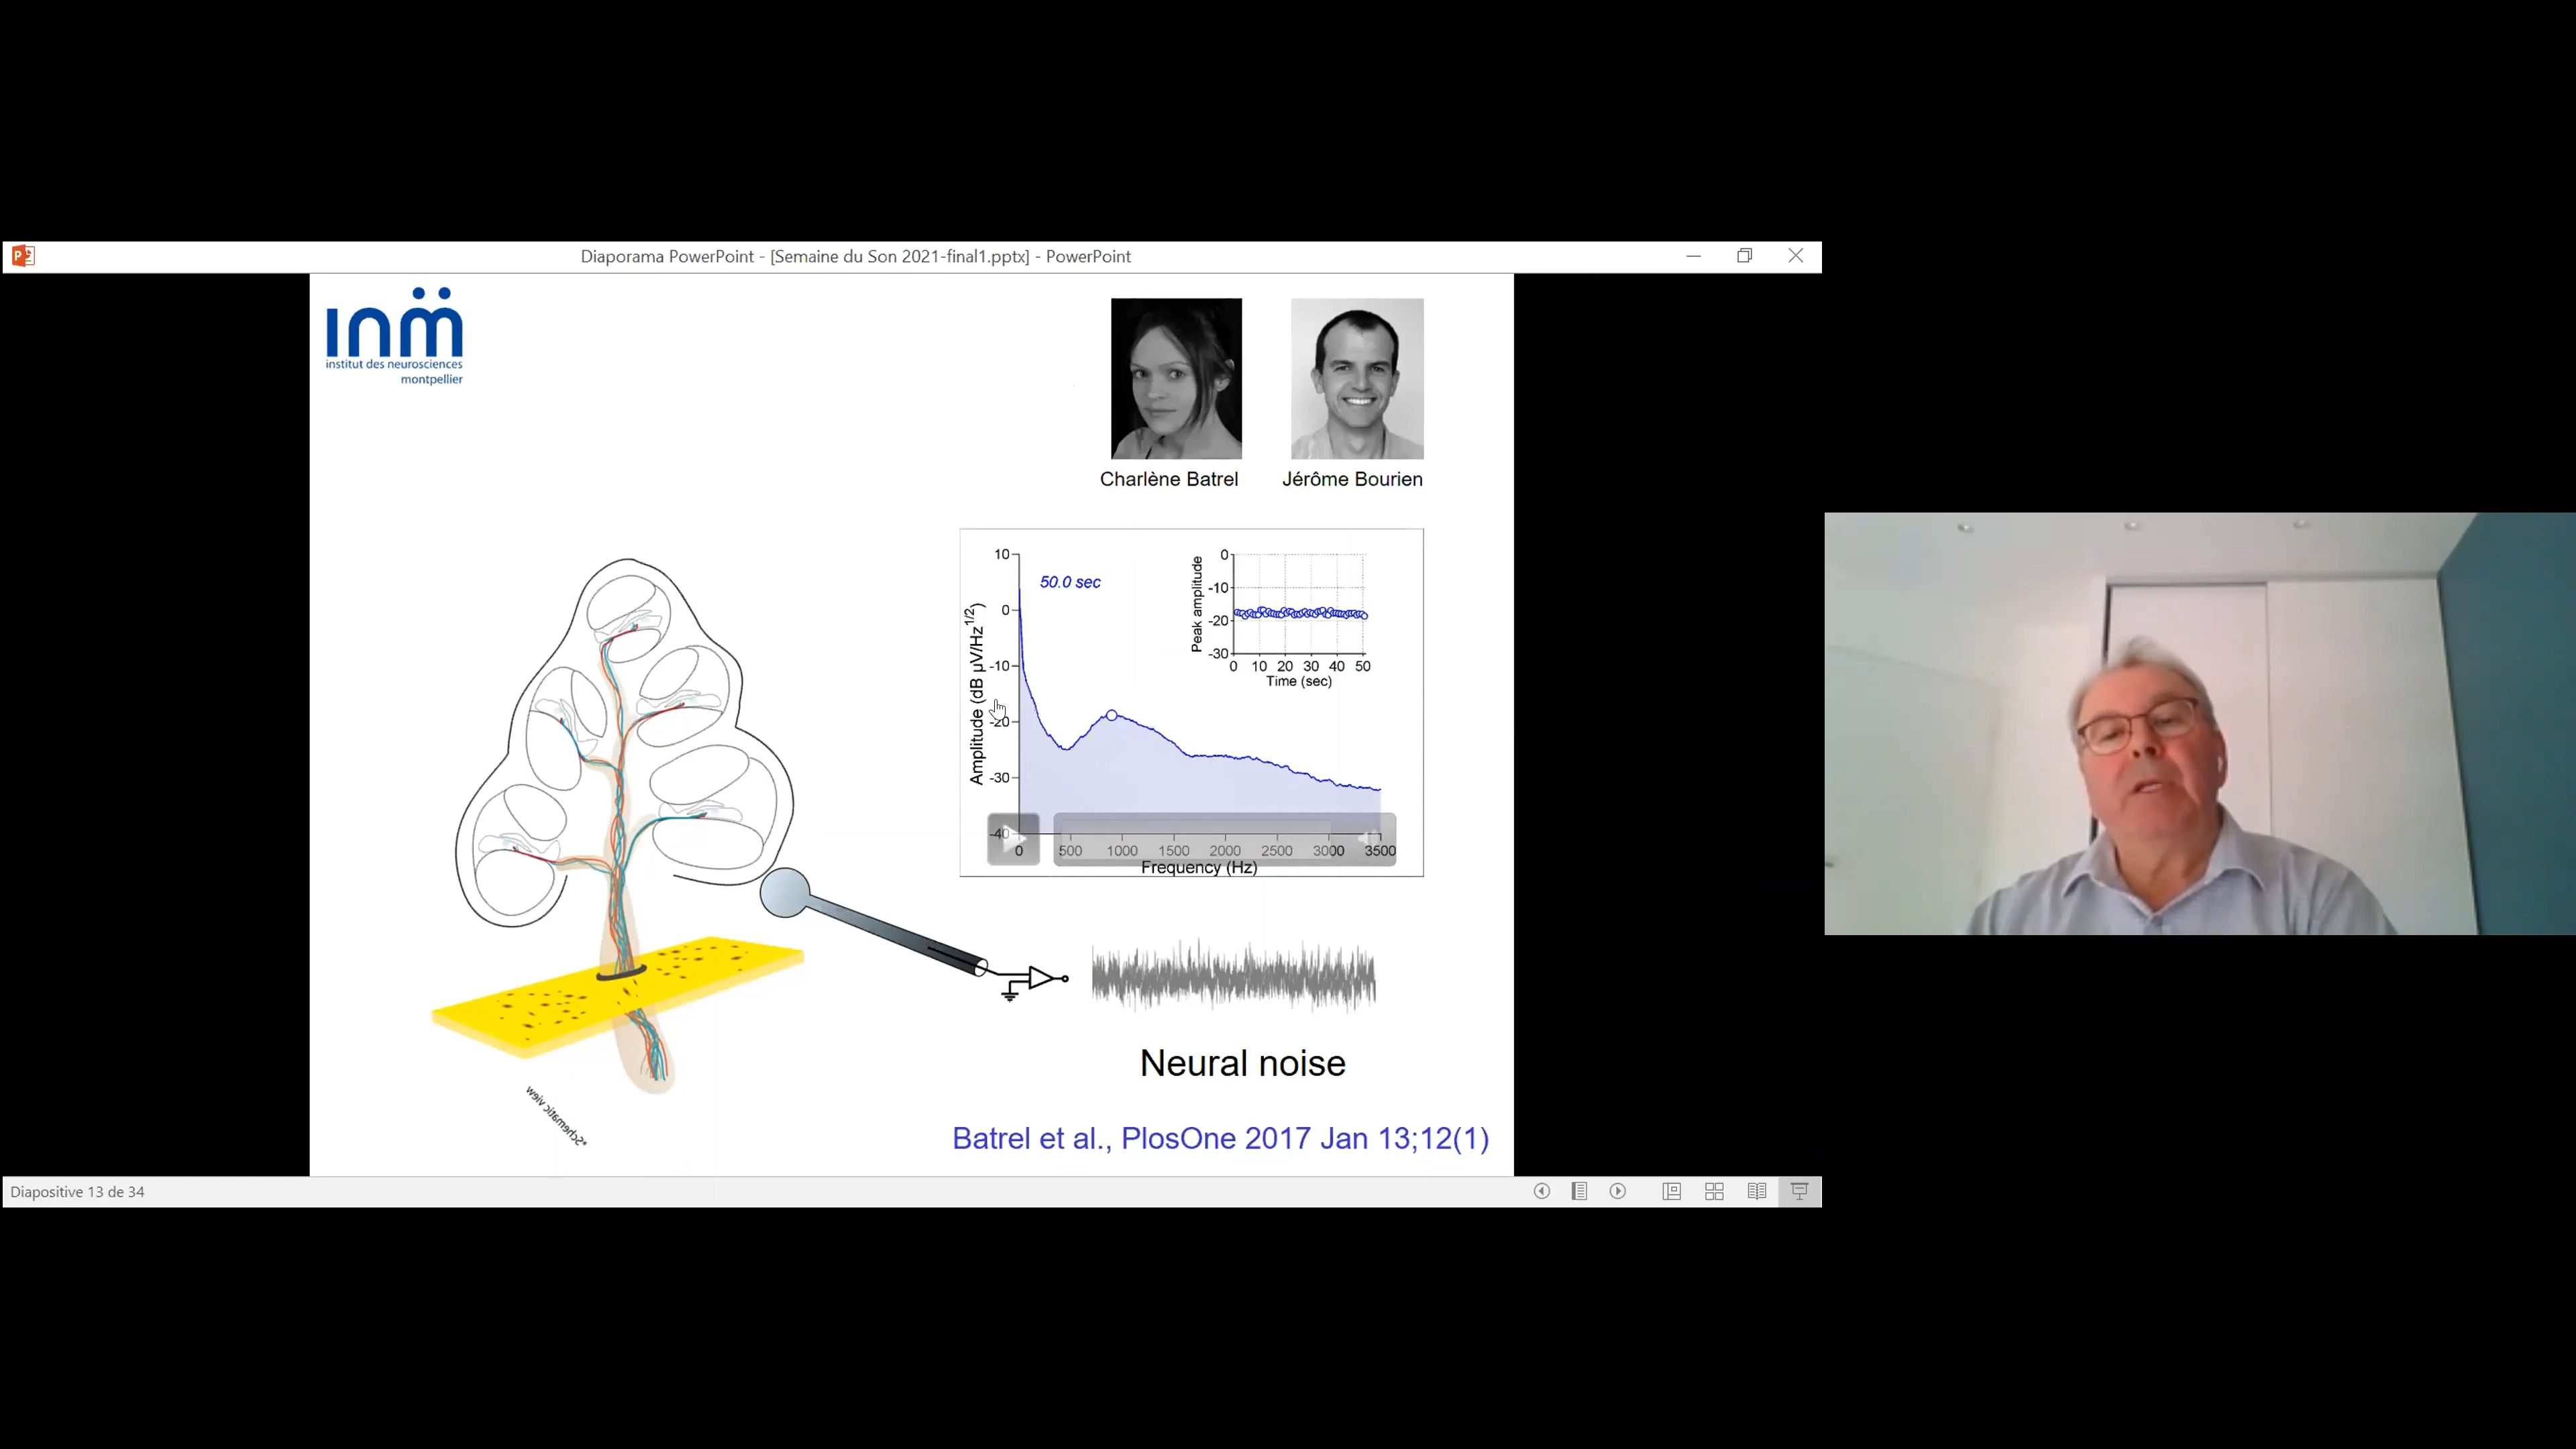 Diaporama PowerPoint - [Semaine du Son 2021-final1.pptx] - PowerPoint
ınm̈
institut des neurosciences
montpellier
Charlène Batrel
Jérôme Bourien
10
0
-10
-20
-30
-40
Amplitude (dB µV/Hz1/2)
50.0 sec
0
-10
-20
-30
Peak amplitude
0 10 20 30 40 50
Time (sec)
0 500 1000 1500 2000 2500 3000 3500
Frequency (Hz)
Neural noise
*Schematic view
Batrel et al., PlosOne 2017 Jan 13;12(1)
Diapositive 13 de 34